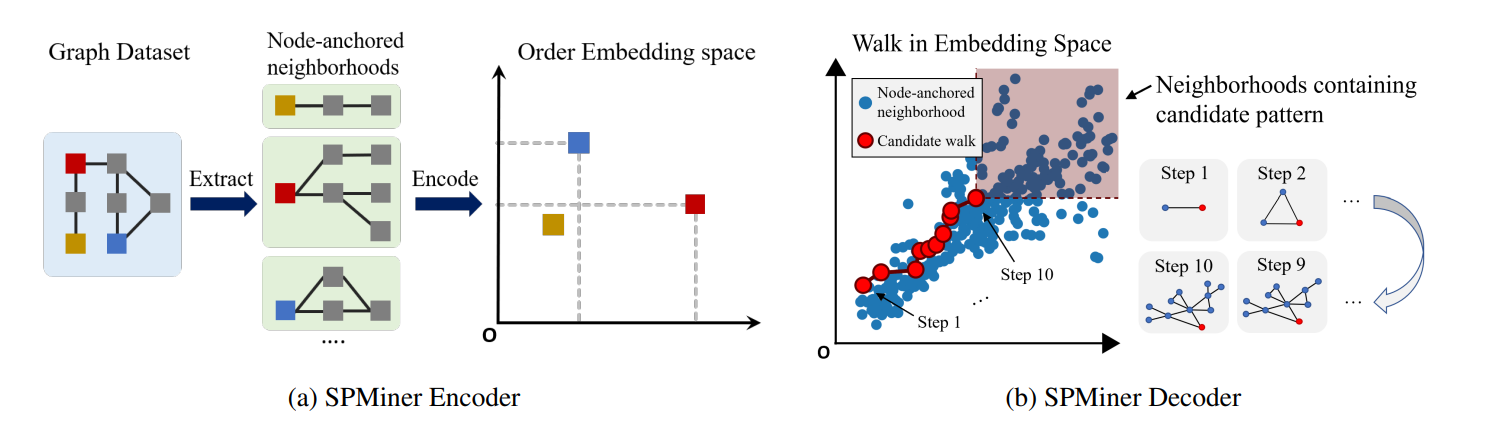 Graph Dataset
Node-anchored
neighborhoods
Extract
....
Encode
Order Embedding space
O
(a) SPMiner Encoder
Walk in Embedding Space
Node-anchored
neighborhood
Candidate walk
Neighborhoods containing
candidate pattern
Step 10
...
Step 1
O
Step 1
Step 2
...
Step 10
Step 9
...
(b) SPMiner Decoder